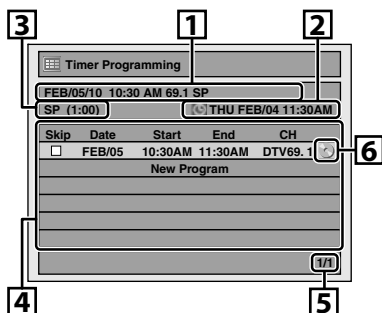 3 1 2
Timer Programming
FEB/05/10 10:30 AM 69.1 SP
SP (1:00) THU FEB/04 11:30AM
Skip Date Start End CH
FEB/05 10:30AM 11:30AM DTV69. 1 6
New Program
1/1
4 5